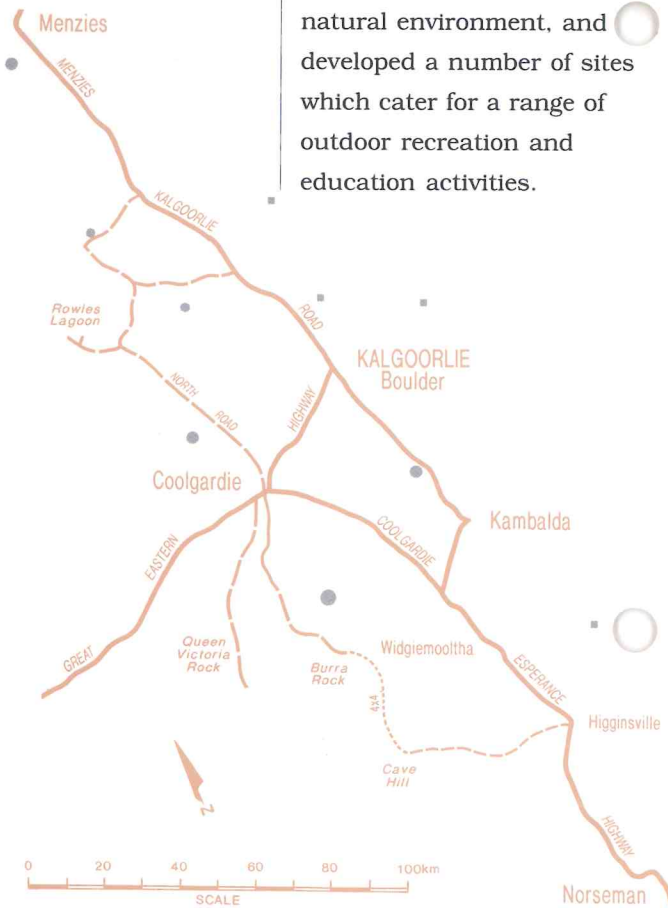 natural environment, and
developed a number of sites
which cater for a range of
outdoor recreation and
education activities.
Menzies
MENZIES
KALGOORLIE
ROAD
Rowles
Lagoon
NORTH
ROAD
HIGHWAY
KALGOORLIE
Boulder
Coolgardie
COOLGARDIE
Kambalda
EASTERN
GREAT
Queen
Victoria
Rock
Burra
Rock
Widgiemooltha
ESPERANCE
4x4
Higginsville
Cave
Hill
N
HIGHWAY
0 20 40 60 80 100km
SCALE
Norseman